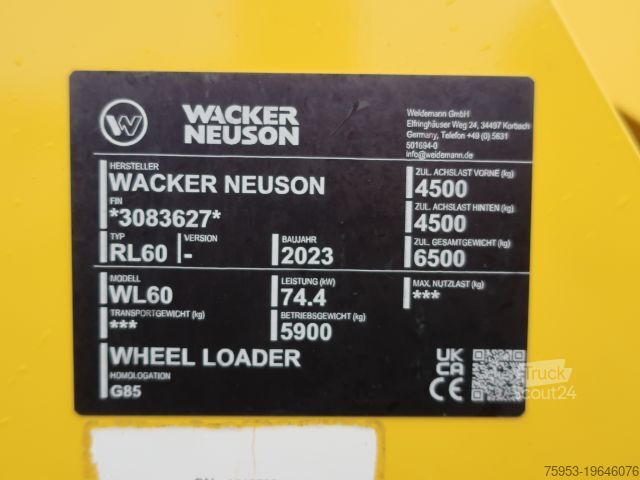 W
WACKER
NEUSON
Weidemann GmbH
Elfringhäuser Weg 24, 34497 Korbach
Germany, Telefon +49 (0) 5631
501694-0
info@weidemann.de
HERSTELLER
WACKER NEUSON
FIN
*3083627*
TYP
RL60
VERSION
-
BAUJAHR
2023
ZUL. ACHSLAST VORNE (kg)
4500
ZUL. ACHSLAST HINTEN (kg)
4500
ZUL. GESAMTGEWICHT (kg)
6500
MODELL
WL60
LEISTUNG (kW)
74.4
MAX. NUTZLAST (kg)
***
TRANSPORTGEWICHT (kg)
***
BETRIEBSGEWICHT (kg)
5900
WHEEL LOADER
HOMOLOGATION
G85
UK
CA
CE
Truck
Scout24
75953-19646076